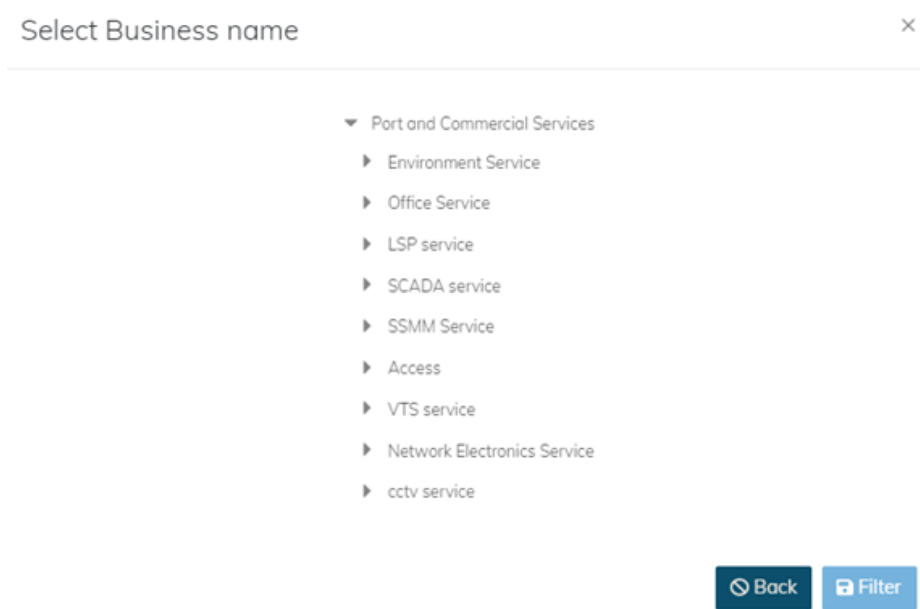 Select Business name
Port and Commercial Services
Environment Service
Office Service
LSP service
SCADA service
SSMM Service
Access
VTS service
Network Electronics Service
cctv service
Back Filter